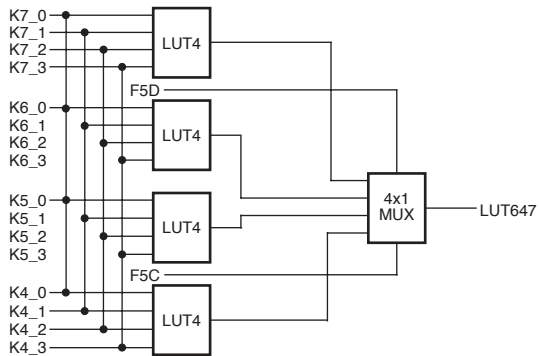 K7_0
K7_1
K7_2
K7_3
LUT4
F5D
K6_0
K6_1
K6_2
K6_3
LUT4
K5_0
K5_1
K5_2
K5_3
LUT4
4x1
MUX
LUT647
F5C
K4_0
K4_1
K4_2
K4_3
LUT4